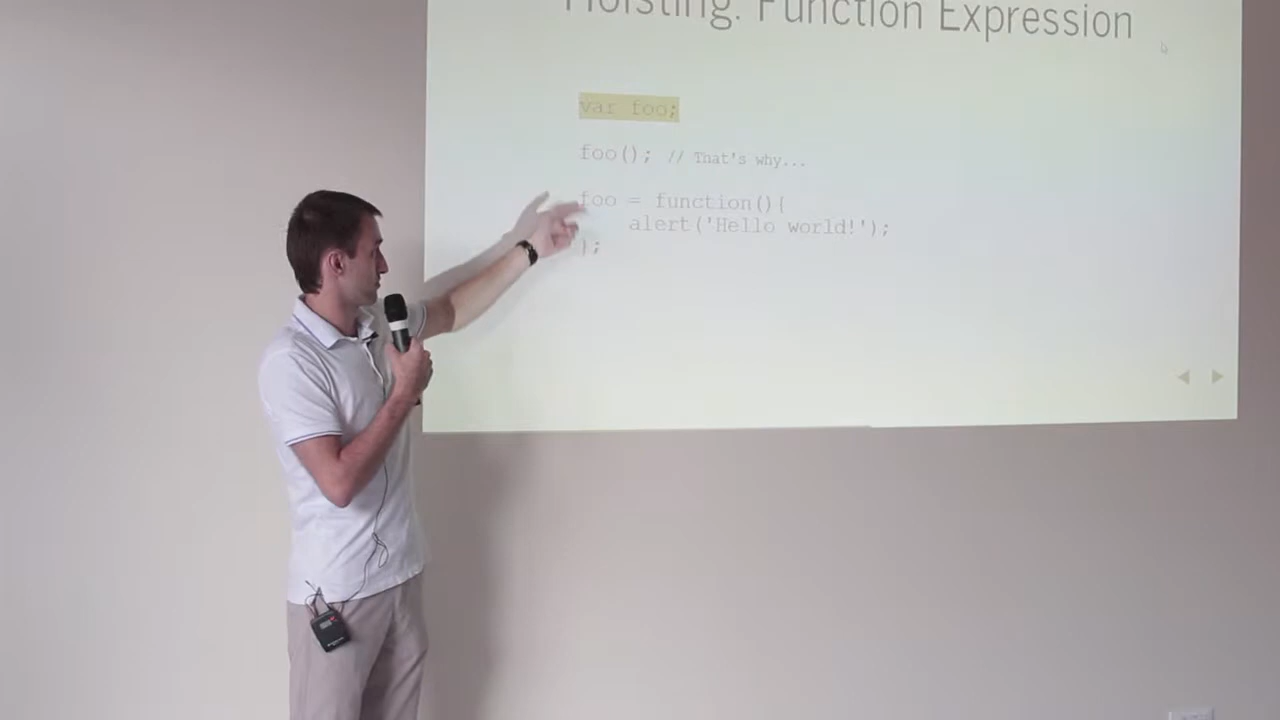 Hoisting: Function Expression
var foo;
foo(); // That's why...
foo = function(){
alert('Hello world!');
};